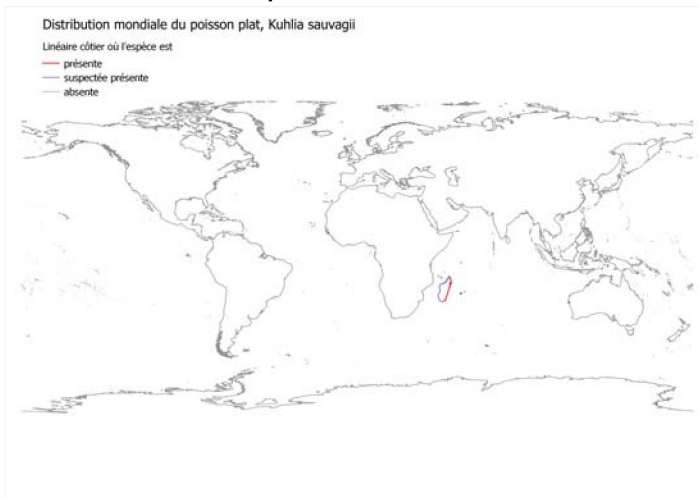 Distribution mondiale du poisson plat, Kuhlia sauvagii
Linéaire côtier où l'espèce est
présente
suspectée présente
absente